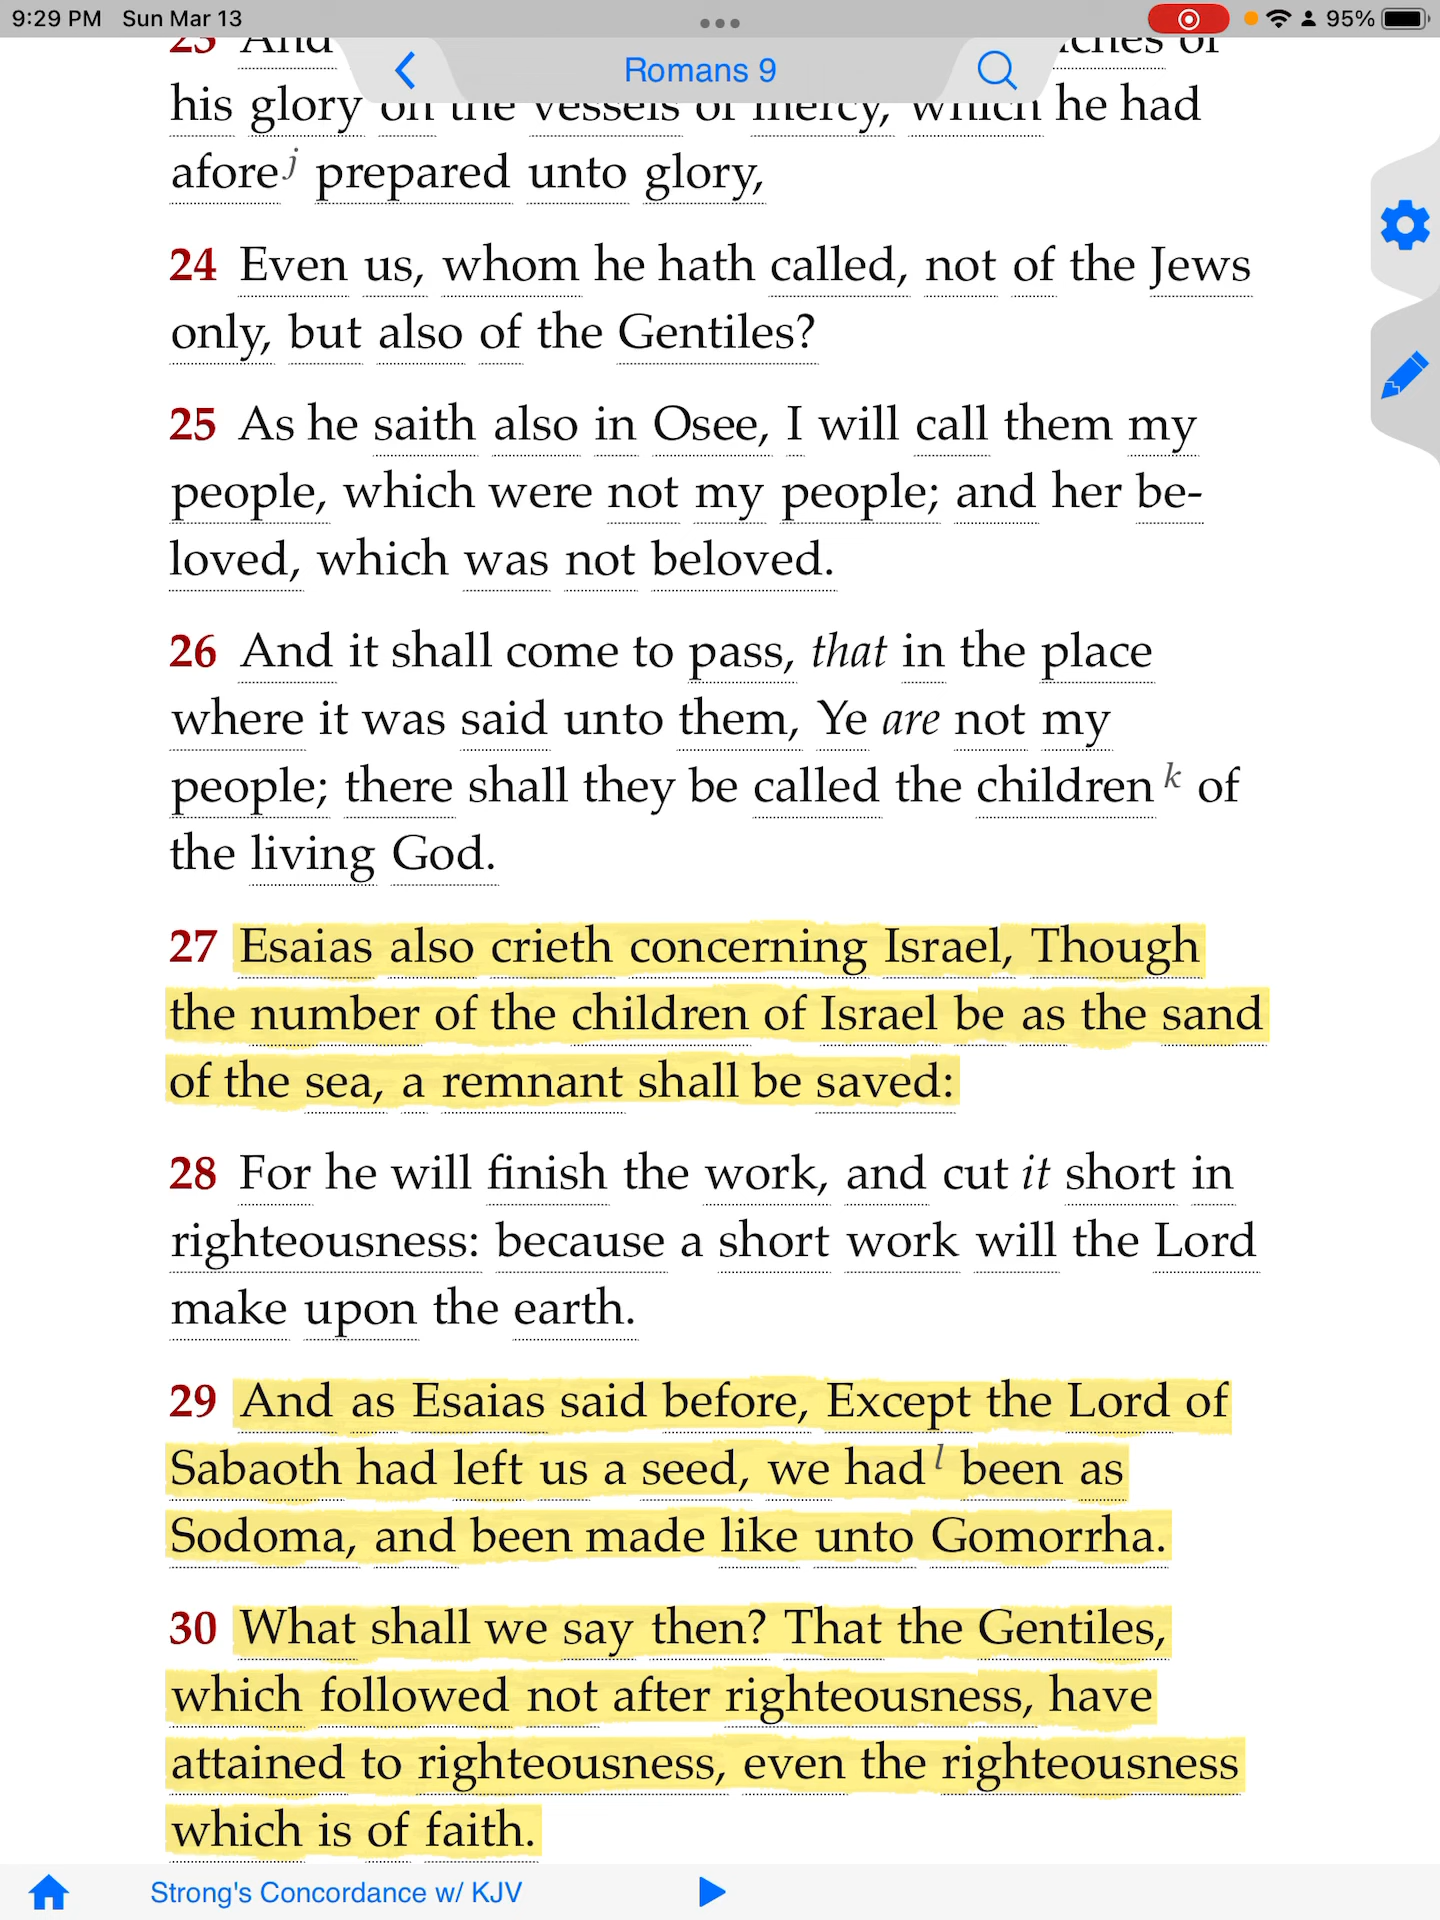 9:29 PM Sun Mar 13
95%
23 And
Romans 9
his glory on the vessels of mercy, which he had
afore j prepared unto glory,
24 Even us, whom he hath called, not of the Jews
only, but also of the Gentiles?
25 As he saith also in Osee, I will call them my
people, which were not my people; and her be-
loved, which was not beloved.
26 And it shall come to pass, that in the place
where it was said unto them, Ye are not my
people; there shall they be called the children k of
the living God.
27 Esaias also crieth concerning Israel, Though
the number of the children of Israel be as the sand
of the sea, a remnant shall be saved:
28 For he will finish the work, and cut it short in
righteousness: because a short work will the Lord
make upon the earth.
29 And as Esaias said before, Except the Lord of
Sabaoth had left us a seed, we had l been as
Sodoma, and been made like unto Gomorrha.
30 What shall we say then? That the Gentiles,
which followed not after righteousness, have
attained to righteousness, even the righteousness
which is of faith.
Strong's Concordance w/ KJV